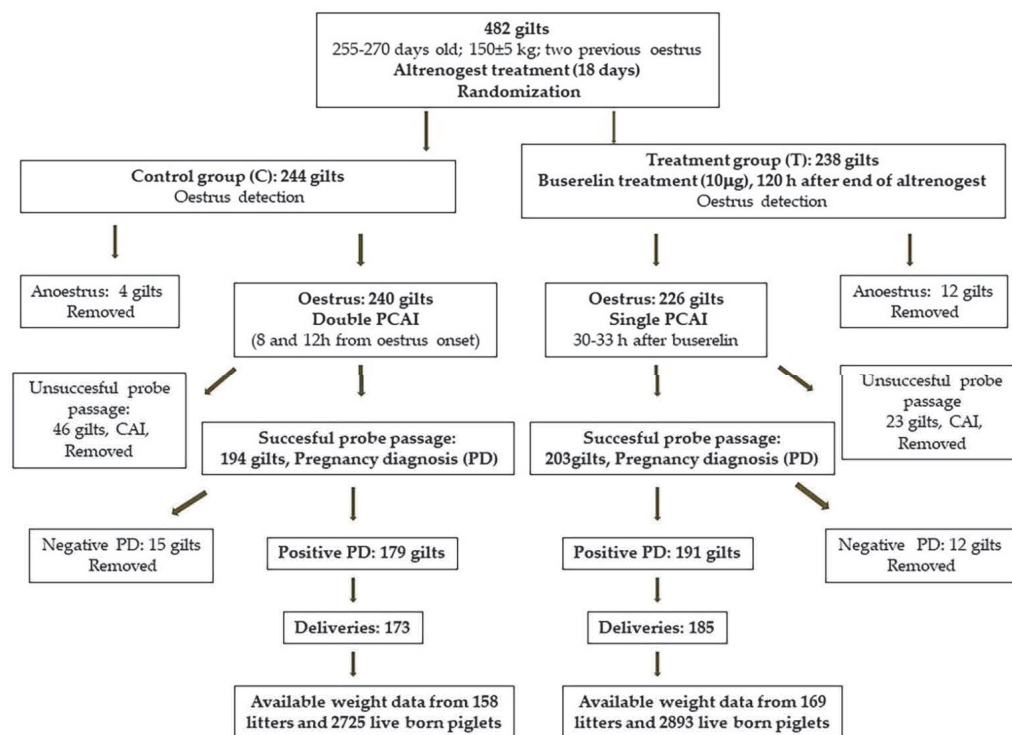 482 gilts
255-270 days old; 150±5 kg; two previous oestrus
Altrenogest treatment (18 days)
Randomization
Control group (C): 244 gilts
Oestrus detection
Treatment group (T): 238 gilts
Buserelin treatment (10µg), 120 h after end of altrenogest
Oestrus detection
Anoestrus: 4 gilts
Removed
Oestrus: 240 gilts
Double PCAI
(8 and 12h from oestrus onset)
Oestrus: 226 gilts
Single PCAI
30-33 h after buserelin
Anoestrus: 12 gilts
Removed
Unsuccesful probe
passage:
46 gilts, CAI,
Removed
Succesful probe passage:
194 gilts, Pregnancy diagnosis (PD)
Succesful probe passage:
203gilts, Pregnancy diagnosis (PD)
Unsuccesful probe
passage
23 gilts, CAI,
Removed
Negative PD: 15 gilts
Removed
Positive PD: 179 gilts
Positive PD: 191 gilts
Negative PD: 12 gilts
Removed
Deliveries: 173
Deliveries: 185
Available weight data from 158
litters and 2725 live born piglets
Available weight data from 169
litters and 2893 live born piglets